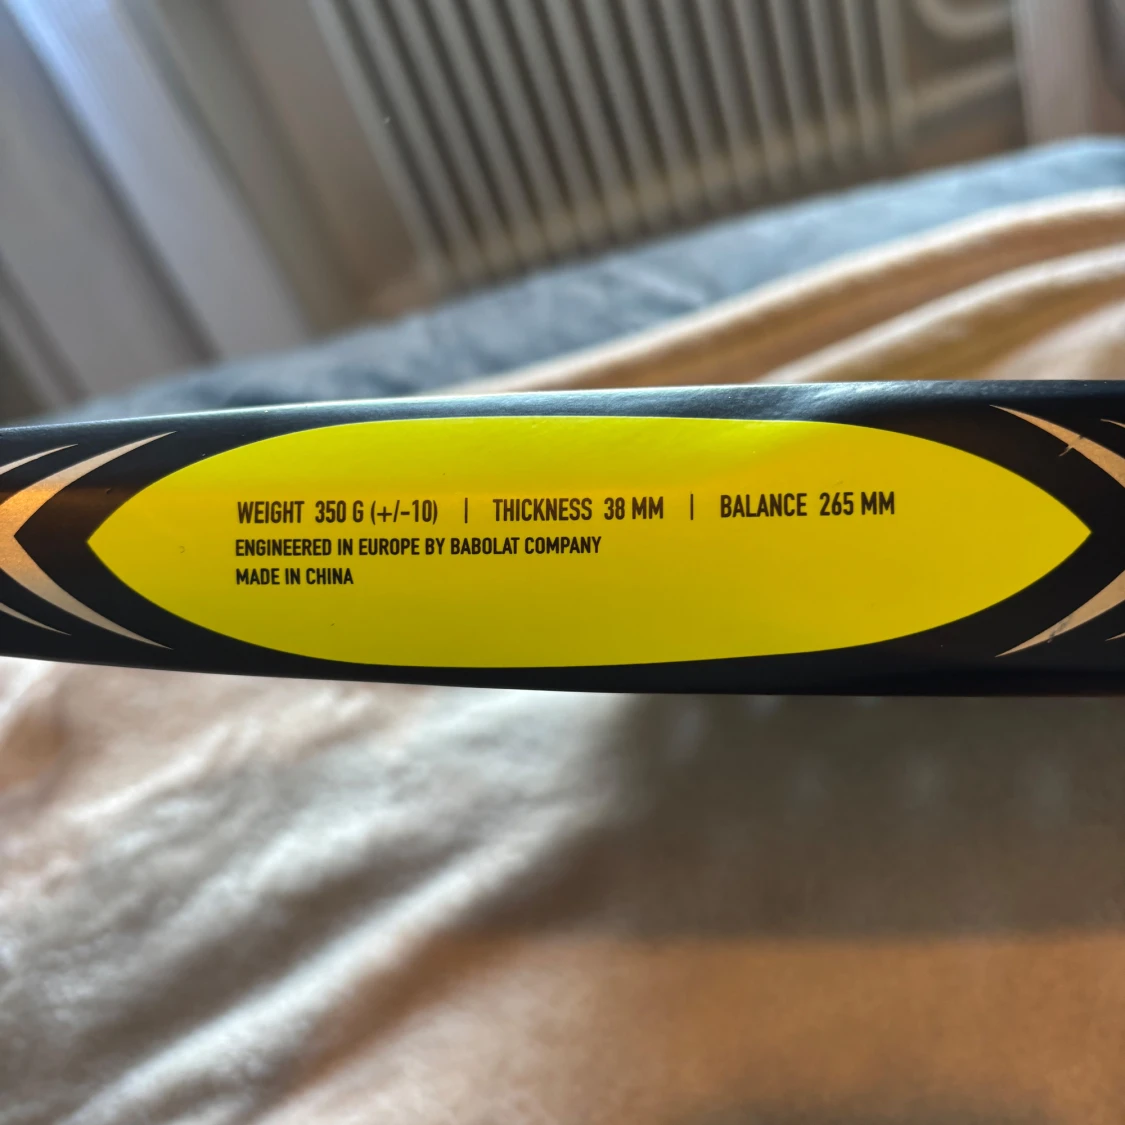 WEIGHT 350 G (+/-10) | THICKNESS 38 MM | BALANCE 265 MM
ENGINEERED IN EUROPE BY BABOLAT COMPANY
MADE IN CHINA